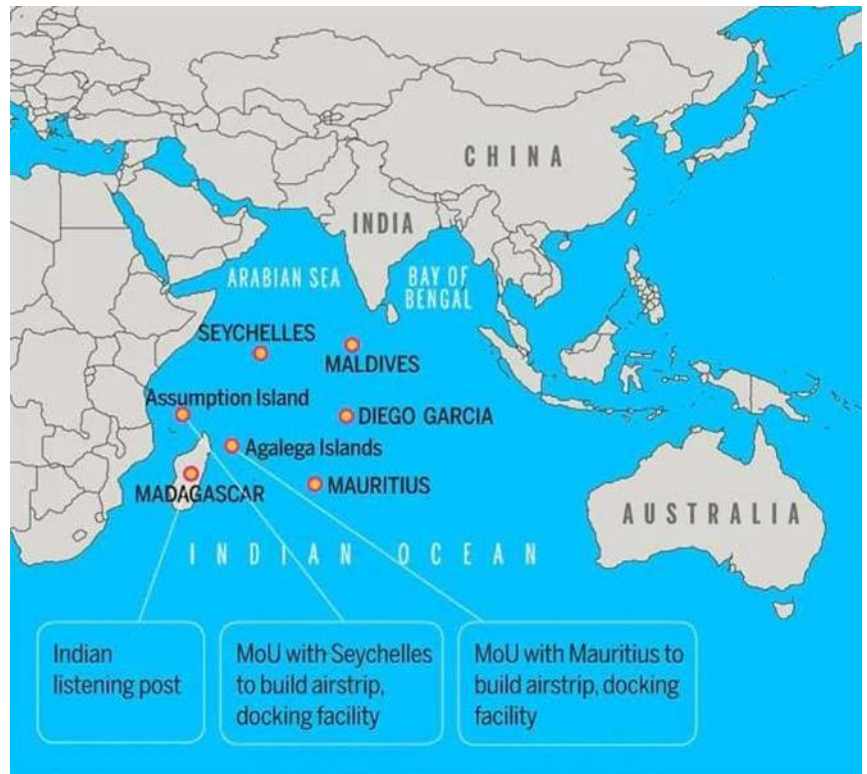 CHINA
INDIA
ARABIAN SEA
BAY OF
BENGAL
SEYCHELLES
MALDIVES
Assumption Island
DIEGO GARCIA
Agalega Islands
MADAGASCAR
MAURITIUS
AUSTRALIA
INDIAN OCEAN
Indian
listening post
MoU with Seychelles
to build airstrip,
docking facility
MoU with Mauritius to
build airstrip, docking
facility